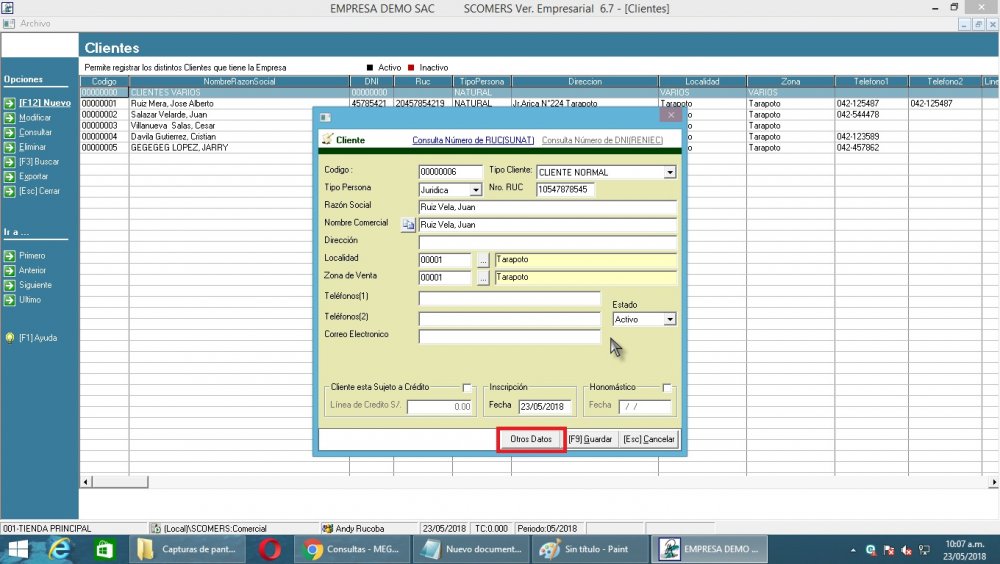 EMPRESA DEMO SAC SCOMERS Ver. Empresarial 6.7 - [Clientes]
Archivo
Clientes
Permite registrar los distintos Clientes que tiene la Empresa Activo Inactivo
Opciones
[F12] Nuevo
Modificar
Consultar
Eliminar
[F3] Buscar
Exportar
[Esc] Cerrar
Ir a ...
Primero
Anterior
Siguiente
Ultimo
[F1] Ayuda
Codigo NombreRazonSocial DNI Ruc TipoPersona Direccion Localidad Zona Telefono1 Telefono2 Line
00000000 CLIENTES VARIOS 00000000 NATURAL VARIOS VARIOS
00000001 Ruiz Mera, Jose Alberto 45785421 20457854219 NATURAL Jr.Arica N°224 Tarapoto Tarapoto Tarapoto 042-125487 042-125487
00000002 Salazar Velarde, Juan Tarapoto 042-544478
00000003 Villanueva Salas, Cesar Tarapoto
00000004 Davila Gutierrez, Cristian Tarapoto 042-123589
00000005 GEGEGEG LOPEZ, JARRY Tarapoto 042-457862
Cliente Consulta Número de RUC(SUNAT) Consulta Número de DNI(RENIEC)
Codigo : 00000006 Tipo Cliente: CLIENTE NORMAL
Tipo Persona Juridica Nro. RUC 10547878545
Razón Social Ruiz Vela, Juan
Nombre Comercial Ruiz Vela, Juan
Dirección
Localidad 00001 ... Tarapoto
Zona de Venta 00001 ... Tarapoto
Teléfonos(1)
Estado
Teléfonos(2) Activo
Correo Electronico
Cliente esta Sujeto a Crédito Inscripción Honomástico
Línea de Credito S/. 0.00 Fecha 23/05/2018 Fecha / /
Otros Datos [F9] Guardar [Esc] Cancelar
001-TIENDA PRINCIPAL (Local)\SCOMERS:Comercial Andy Rucoba 23/05/2018 TC:0.000 Periodo:05/2018
Capturas de pant... Consultas - MEG... Nuevo document... Sin título - Paint EMPRESA DEMO ...
10:07 a.m.
23/05/2018